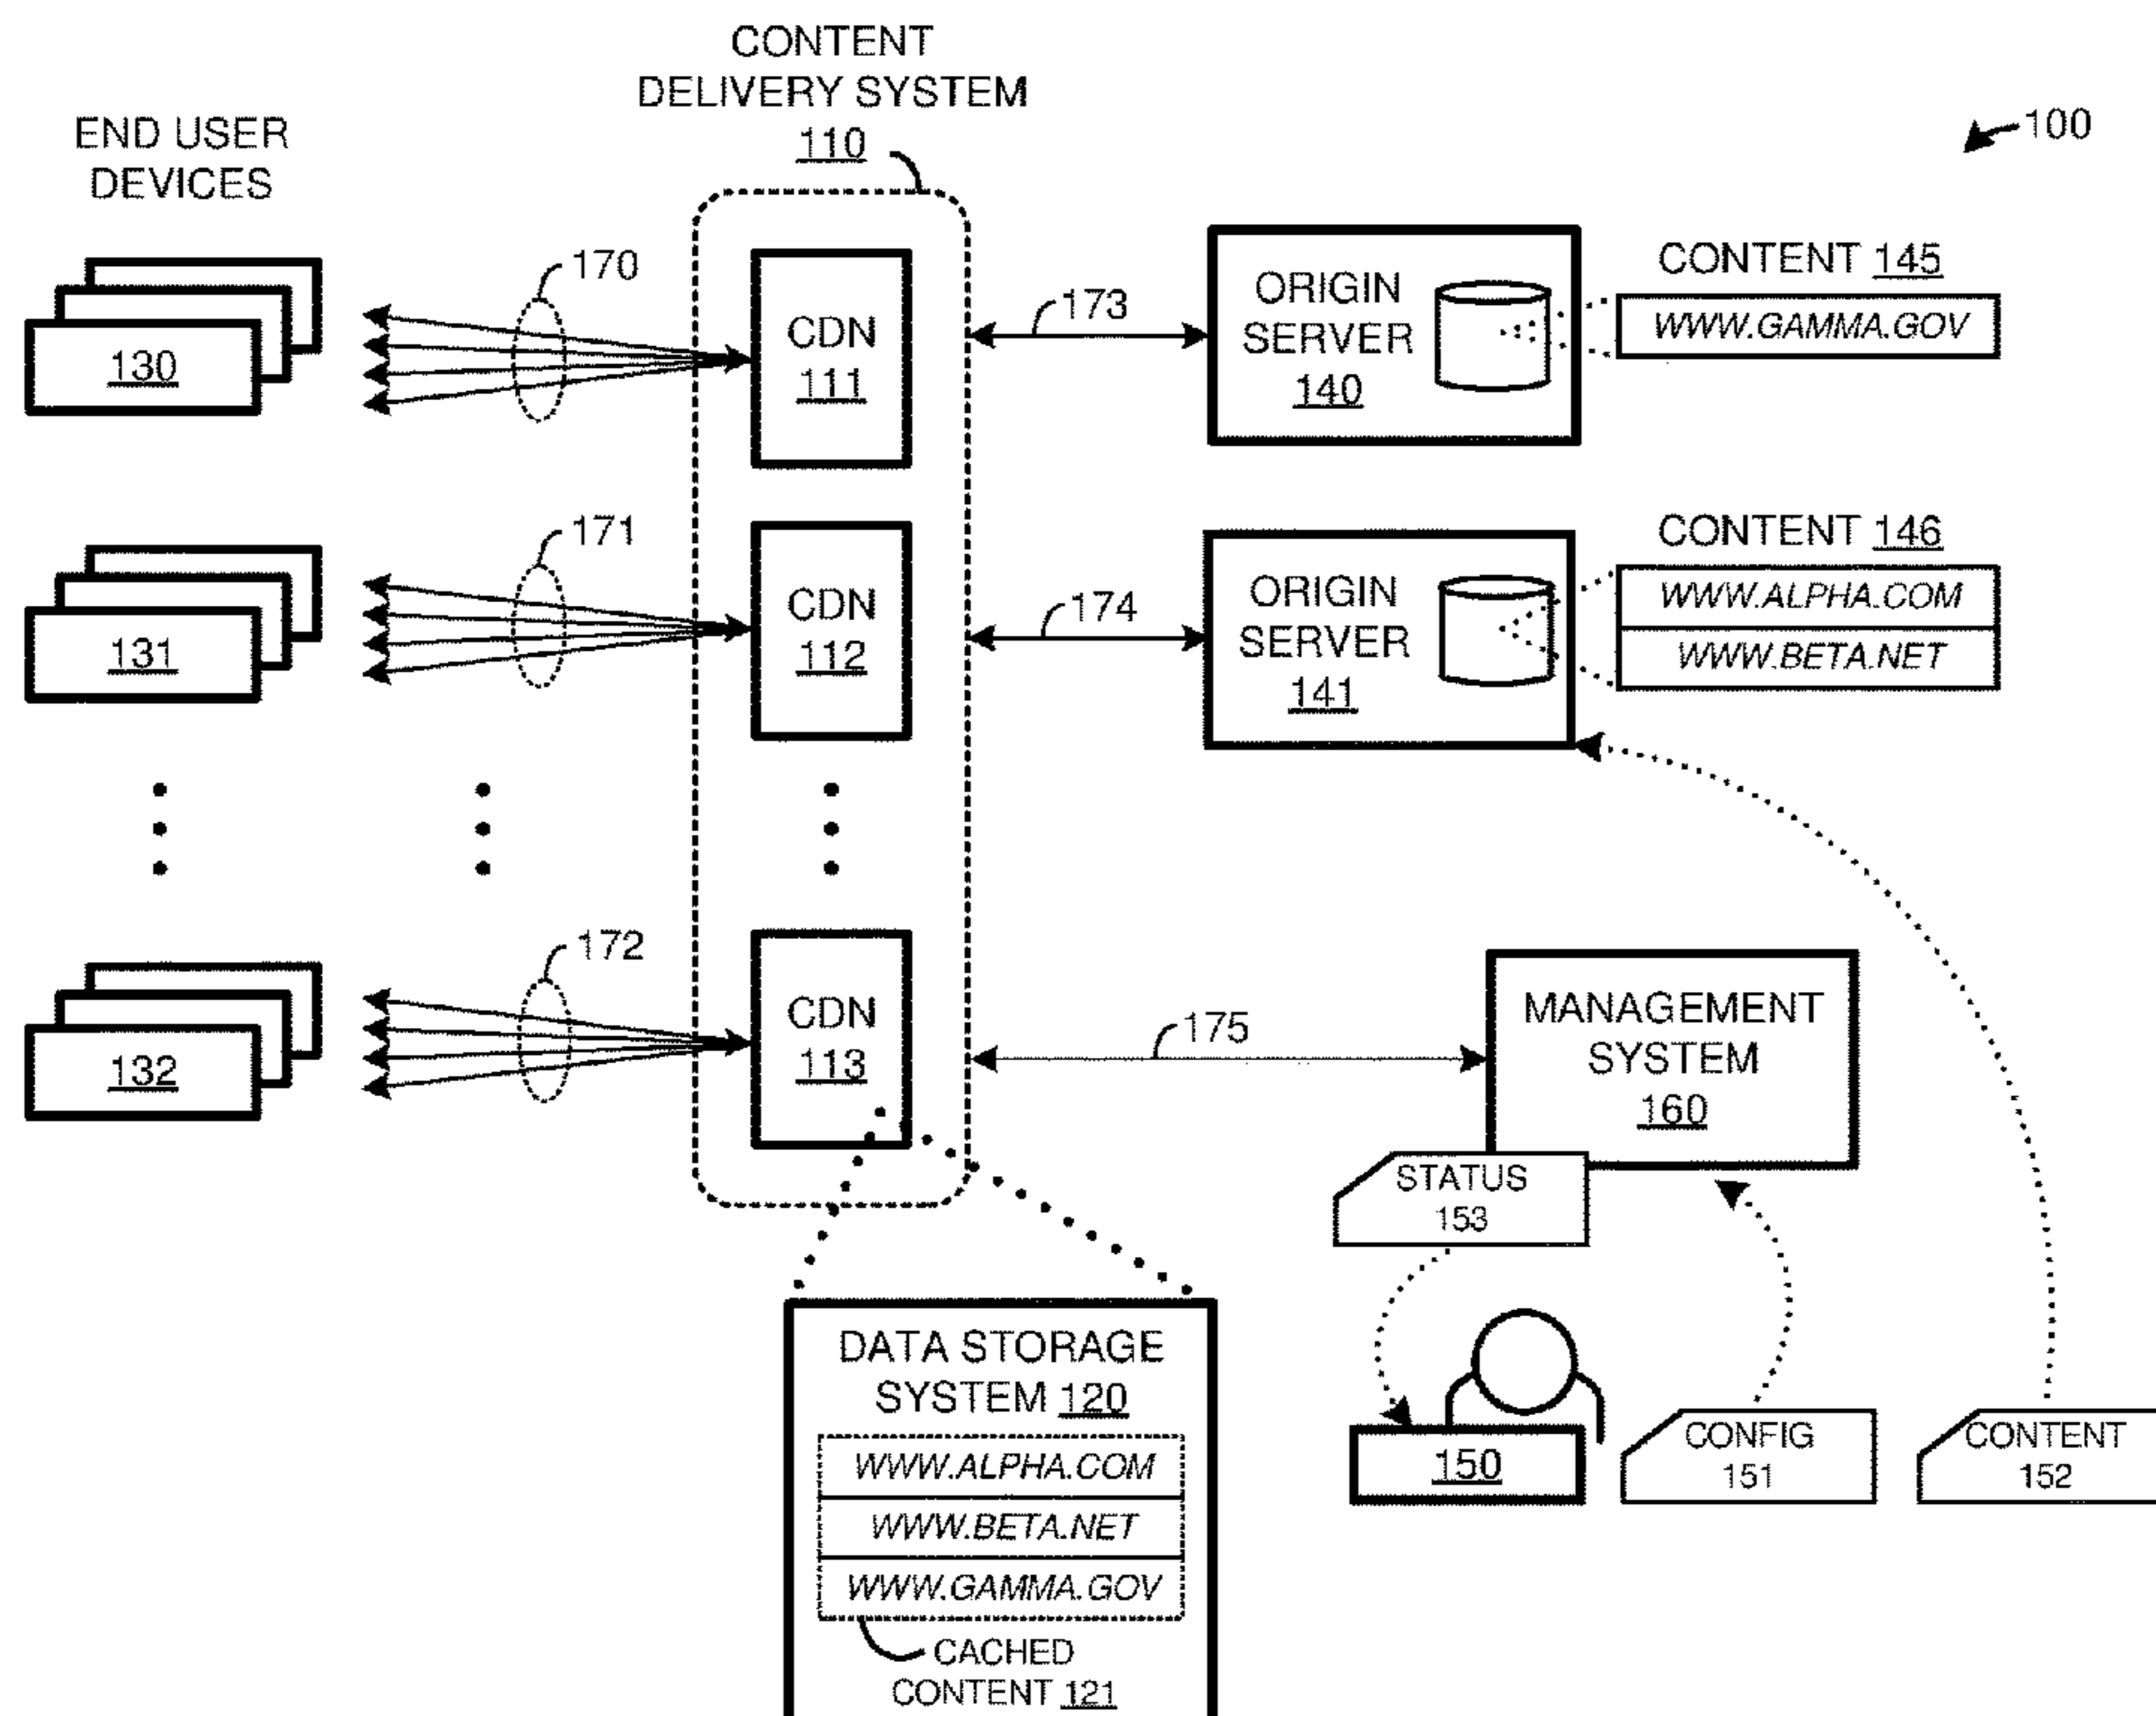 CONTENT
DELIVERY SYSTEM
110
100
END USER
DEVICES
130
170
CDN
111
173
ORIGIN
SERVER
140
CONTENT 145
WWW.GAMMA.GOV
131
171
CDN
112
174
ORIGIN
SERVER
141
CONTENT 146
WWW.ALPHA.COM
WWW.BETA.NET
132
172
CDN
113
175
MANAGEMENT
SYSTEM
160
STATUS
153
150
CONFIG
151
CONTENT
152
DATA STORAGE
SYSTEM 120
WWW.ALPHA.COM
WWW.BETA.NET
WWW.GAMMA.GOV
CACHED
CONTENT 121